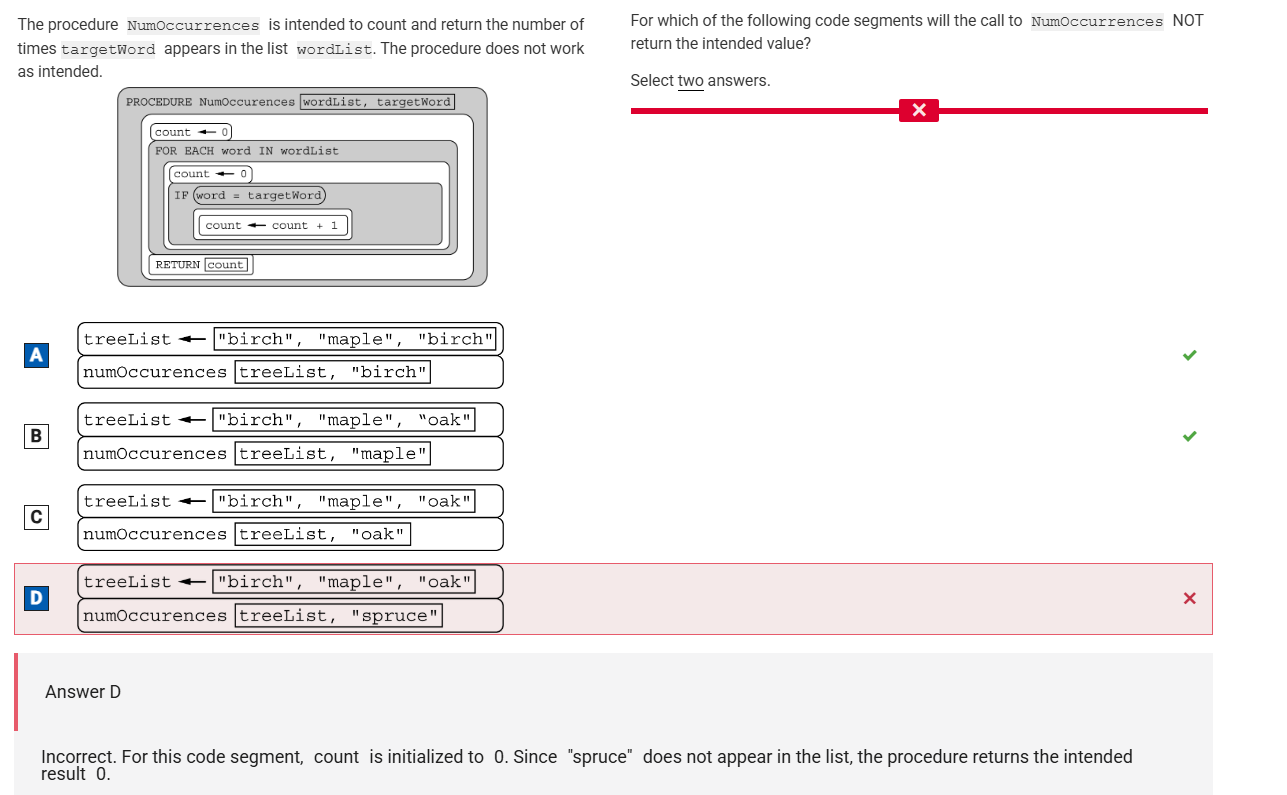 The procedure NumOccurrences is intended to count and return the number of
times targetWord appears in the list wordList. The procedure does not work
as intended.
PROCEDURE NumOccurences wordList, targetWord
count ← 0
FOR EACH word IN wordList
count ← 0
IF word = targetWord
count ← count + 1
RETURN count
For which of the following code segments will the call to NumOccurrences NOT
return the intended value?
Select two answers.
A
treeList ← "birch", "maple", "birch"
numOccurences treeList, "birch"
B
treeList ← "birch", "maple", “oak"
numOccurences treeList, "maple"
C
treeList ← "birch", "maple", "oak"
numOccurences treeList, "oak"
D
treeList ← "birch", "maple", "oak"
numOccurences treeList, "spruce"
Answer D
Incorrect. For this code segment, count is initialized to 0. Since "spruce" does not appear in the list, the procedure returns the intended
result 0.